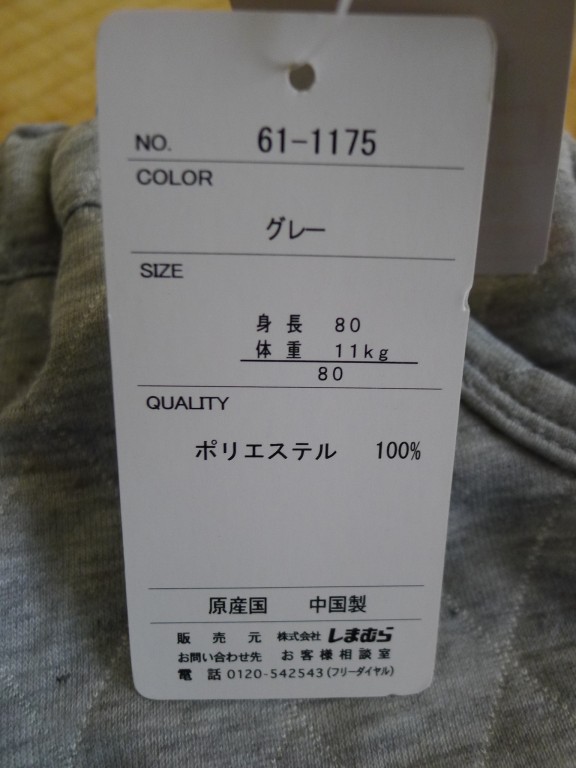 NO. 61-1175
COLOR
グレー
SIZE
身長 80
体重 11kg
80
QUALITY
ポリエステル 100%
原産国 中国製
販売元 株式会社 しまむら
お問い合わせ先 お客様相談室
電話 0120-542543(フリーダイヤル)